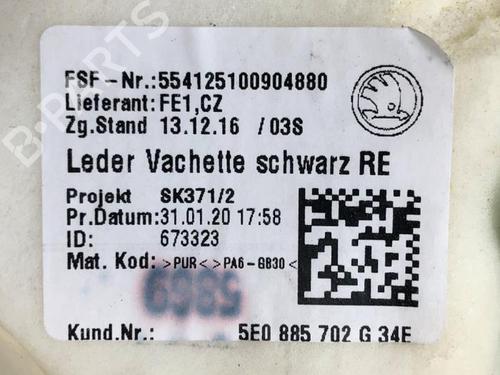 B-PARTS
FSF-Nr.:554125100904880
Lieferant:FE1,CZ
Zg.Stand 13.12.16 /03S
Leder Vachette schwarz RE
Projekt SK371/2
Pr.Datum:31.01.20 17:58
ID: 673323
Mat. Kod: >PUR< >PA6-GB30<
5869
Kund.Nr.: 5E0 885 702 G 34E